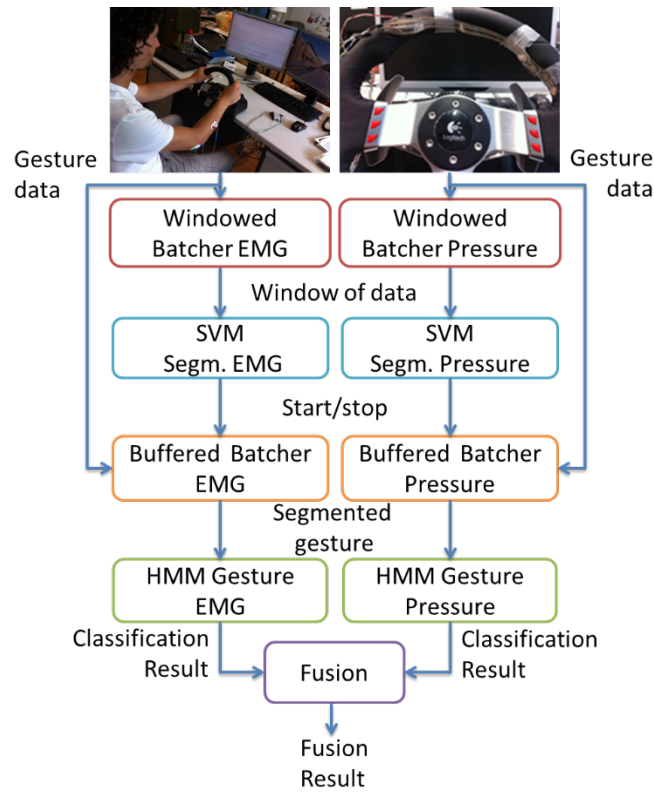 Logitech
Gesture
data
Gesture
data
Windowed
Batcher EMG
Windowed
Batcher Pressure
Window of data
SVM
Segm. EMG
SVM
Segm. Pressure
Start/stop
Buffered Batcher
EMG
Buffered Batcher
Pressure
Segmented
gesture
HMM Gesture
EMG
HMM Gesture
Pressure
Classification
Result
Classification
Result
Fusion
Fusion
Result